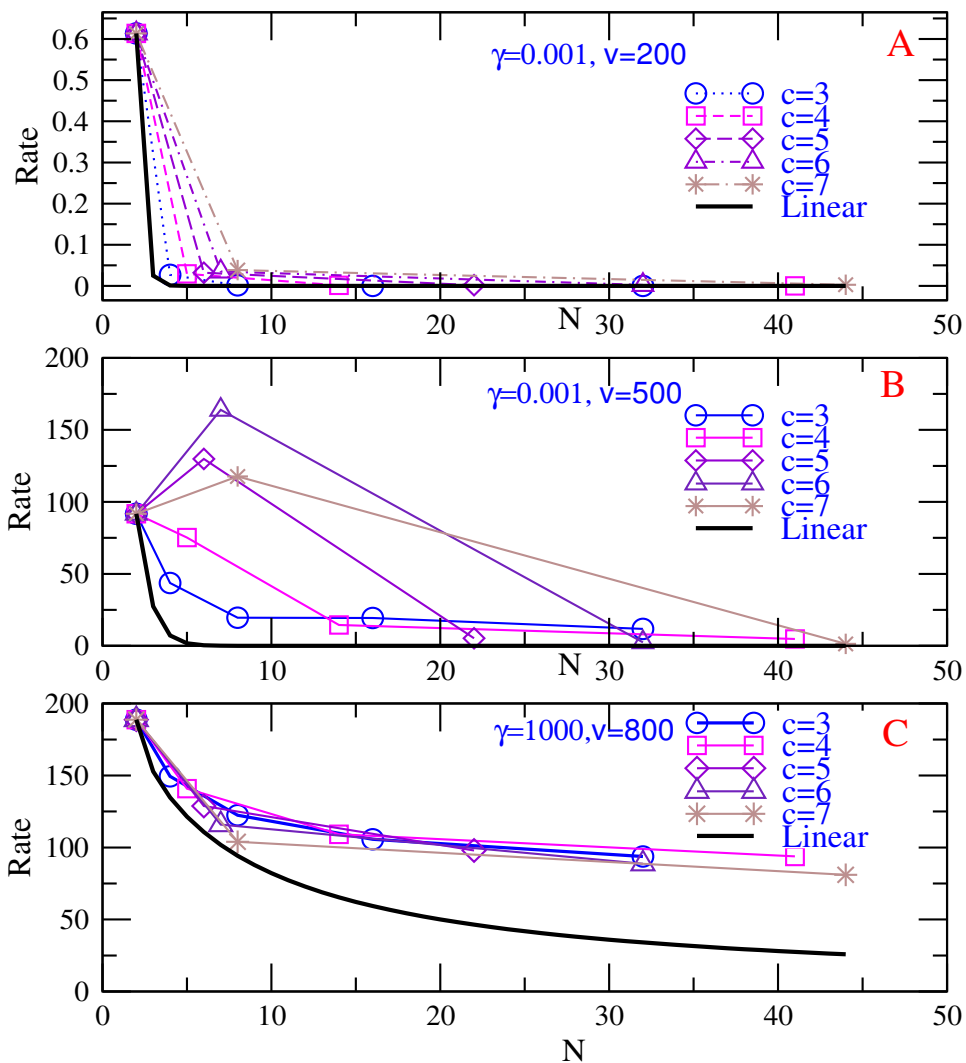 A
γ=0.001, v=200
c=3
c=4
c=5
c=6
c=7
Linear
Rate
0.6
0.5
0.4
0.3
0.2
0.1
0
0 10 20 30 40 50
N
B
γ=0.001, v=500
c=3
c=4
c=5
c=6
c=7
Linear
Rate
200
150
100
50
0
0 10 20 30 40 50
N
C
γ=1000,v=800
c=3
c=4
c=5
c=6
c=7
Linear
Rate
200
150
100
50
0
0 10 20 30 40 50
N